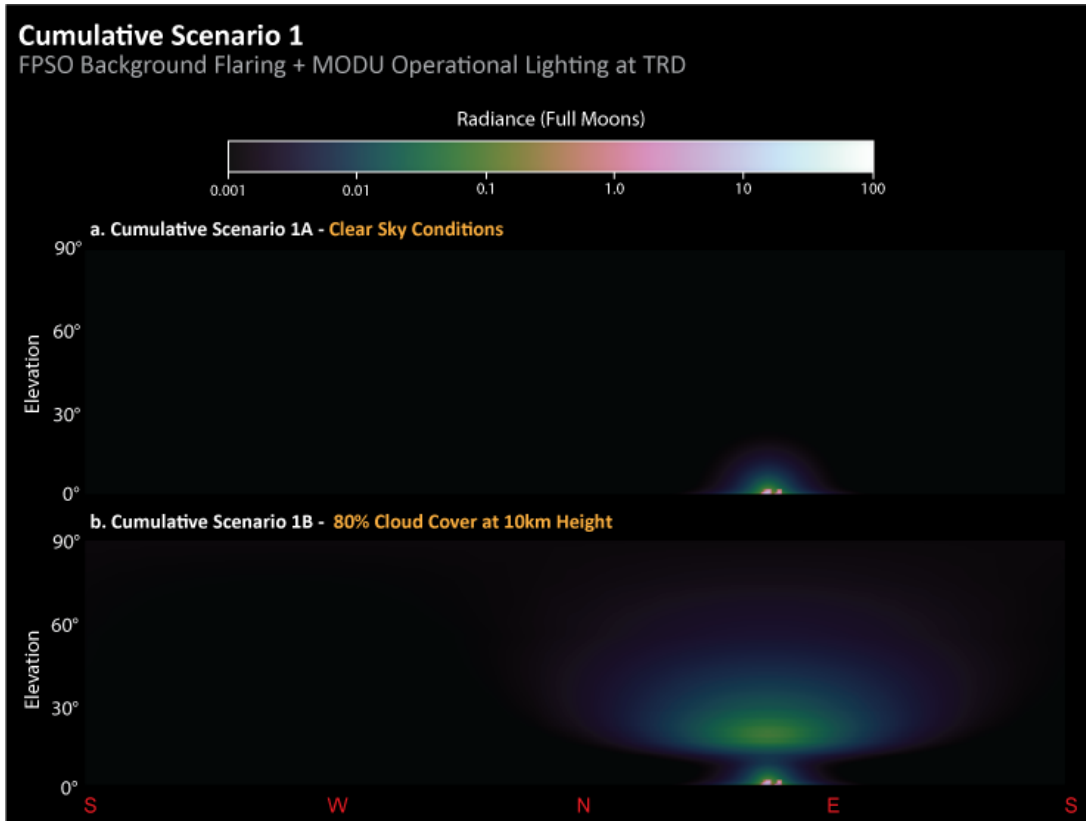 Cumulative Scenario 1
FPSO Background Flaring + MODU Operational Lighting at TRD
Radiance (Full Moons)
0.001 0.01 0.1 1.0 10 100
a. Cumulative Scenario 1A - Clear Sky Conditions
90°
60°
30°
0°
Elevation
b. Cumulative Scenario 1B - 80% Cloud Cover at 10km Height
90°
60°
30°
0°
Elevation
S W N E S